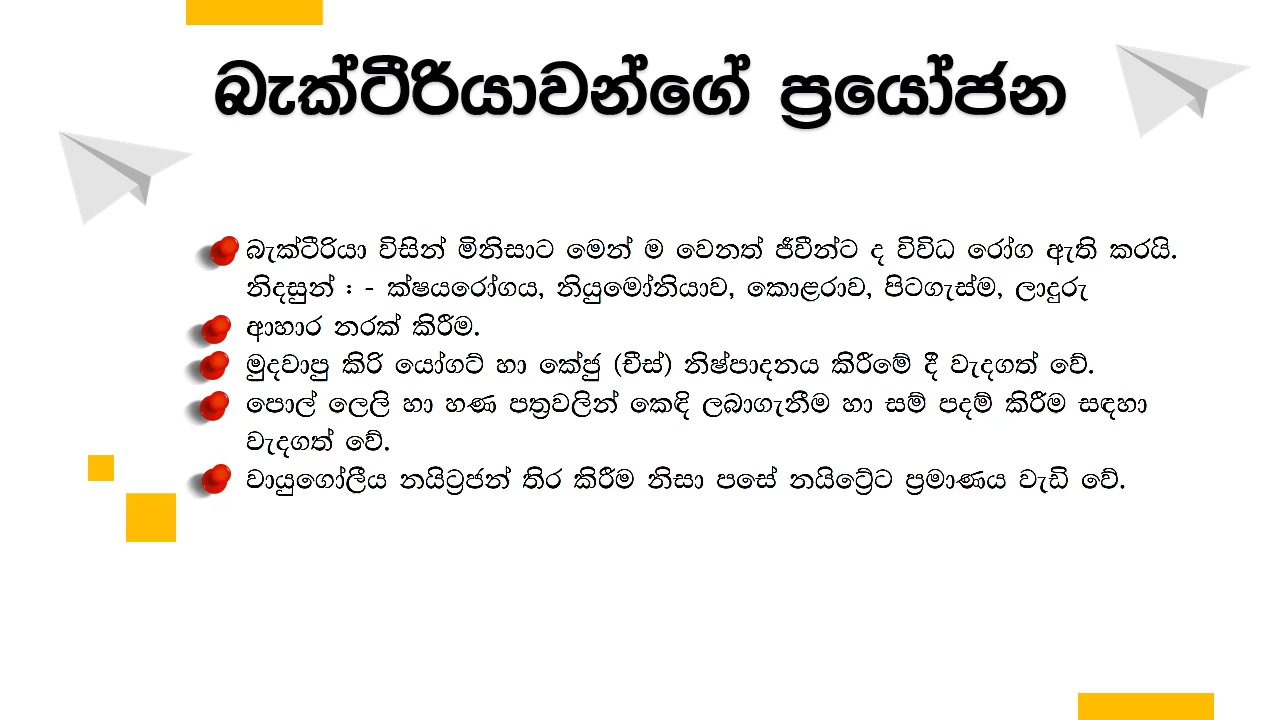 බැක්ටීරියාවන්ගේ ප්‍රයෝජන
බැක්ටීරියා විසින් මිනිසාට මෙන් ම වෙනත් ජීවීන්ට ද විවිධ රෝග ඇති කරයි.
නිදසුන් : - ක්ෂයරෝගය, නියුමෝනියාව, කොළරාව, පිටගැස්ම, ලාදුරු
ආහාර නරක් කිරීම.
මුදවාපු කිරි යෝගට් හා කේජු (චීස්) නිෂ්පාදනය කිරීමේ දී වැදගත් වේ.
පොල් ලෙලි හා හණ පත්‍රවලින් කෙඳි ලබාගැනීම හා සම් පදම් කිරීම සඳහා
වැදගත් වේ.
වායුගෝලීය නයිට්‍රජන් තිර කිරීම නිසා පසේ නයිට්‍රේට ප්‍රමාණය වැඩි වේ.